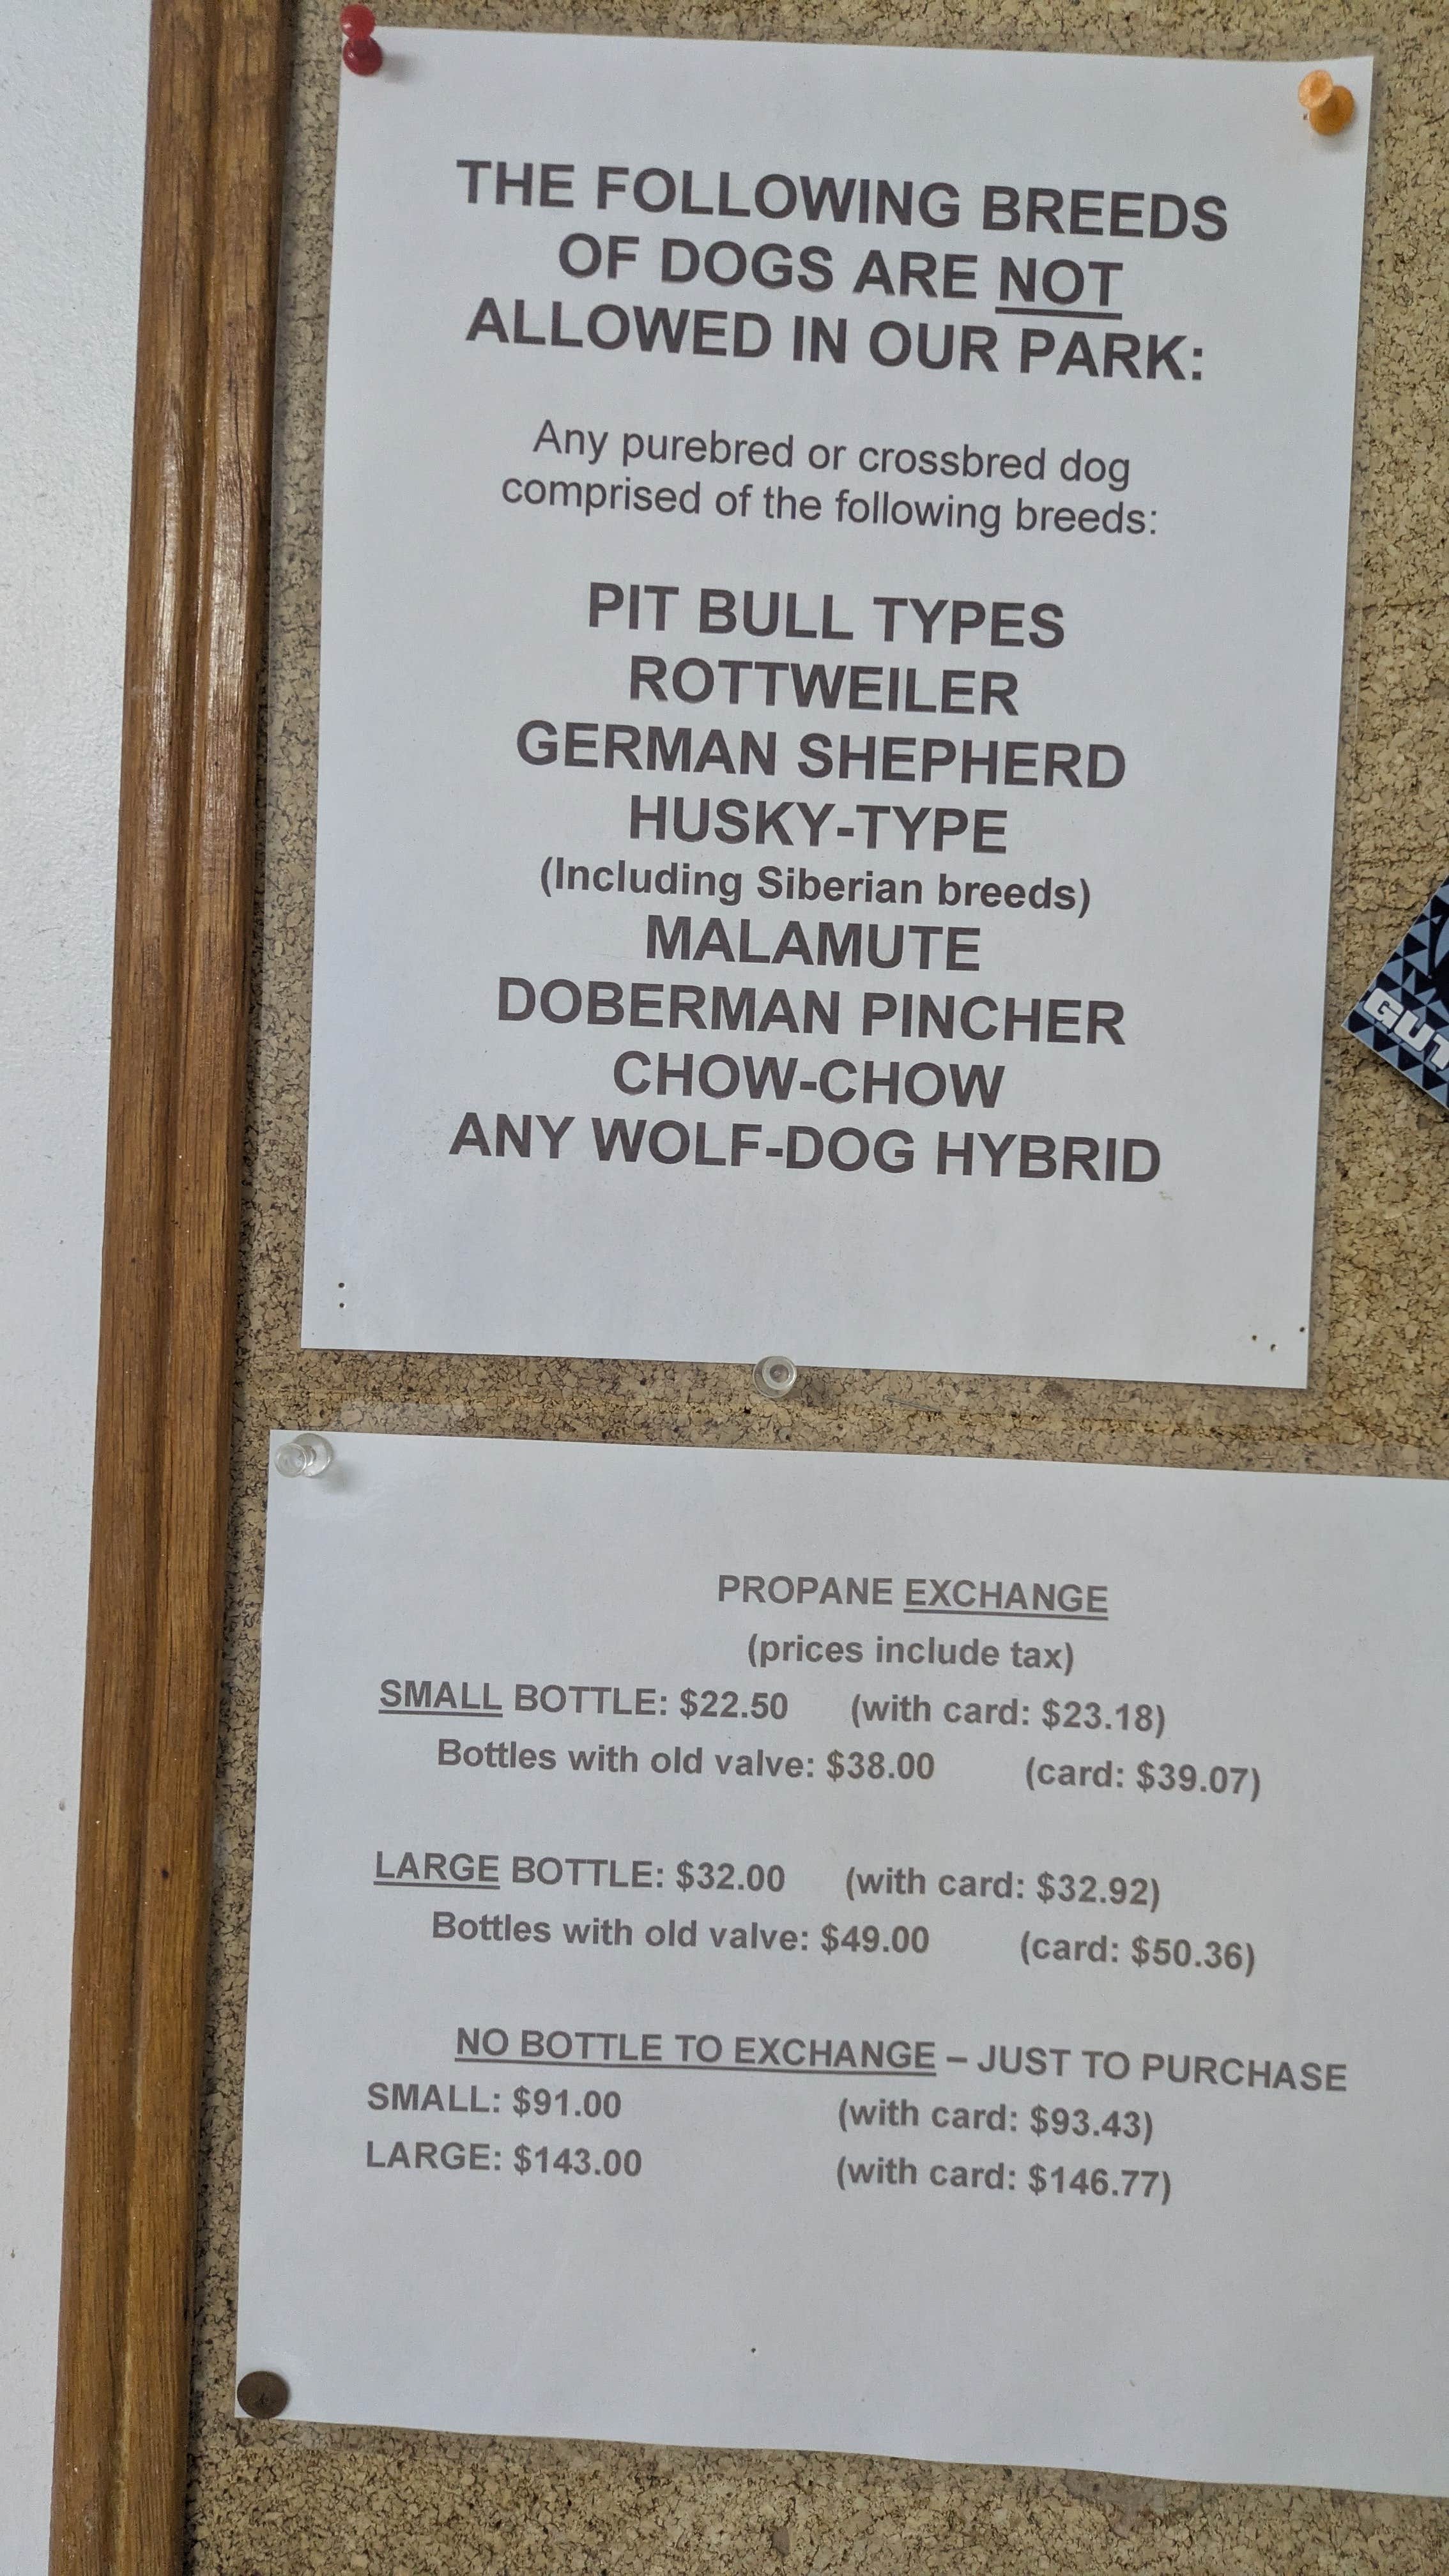 THE FOLLOWING BREEDS
OF DOGS ARE NOT
ALLOWED IN OUR PARK:
Any purebred or crossbred dog
comprised of the following breeds:
PIT BULL TYPES
ROTTWEILER
GERMAN SHEPHERD
HUSKY-TYPE
(Including Siberian breeds)
MALAMUTE
DOBERMAN PINCHER
CHOW-CHOW
ANY WOLF-DOG HYBRID
PROPANE EXCHANGE
(prices include tax)
SMALL BOTTLE: $22.50 (with card: $23.18)
Bottles with old valve: $38.00 (card: $39.07)
LARGE BOTTLE: $32.00 (with card: $32.92)
Bottles with old valve: $49.00 (card: $50.36)
NO BOTTLE TO EXCHANGE – JUST TO PURCHASE
SMALL: $91.00 (with card: $93.43)
LARGE: $143.00 (with card: $146.77)